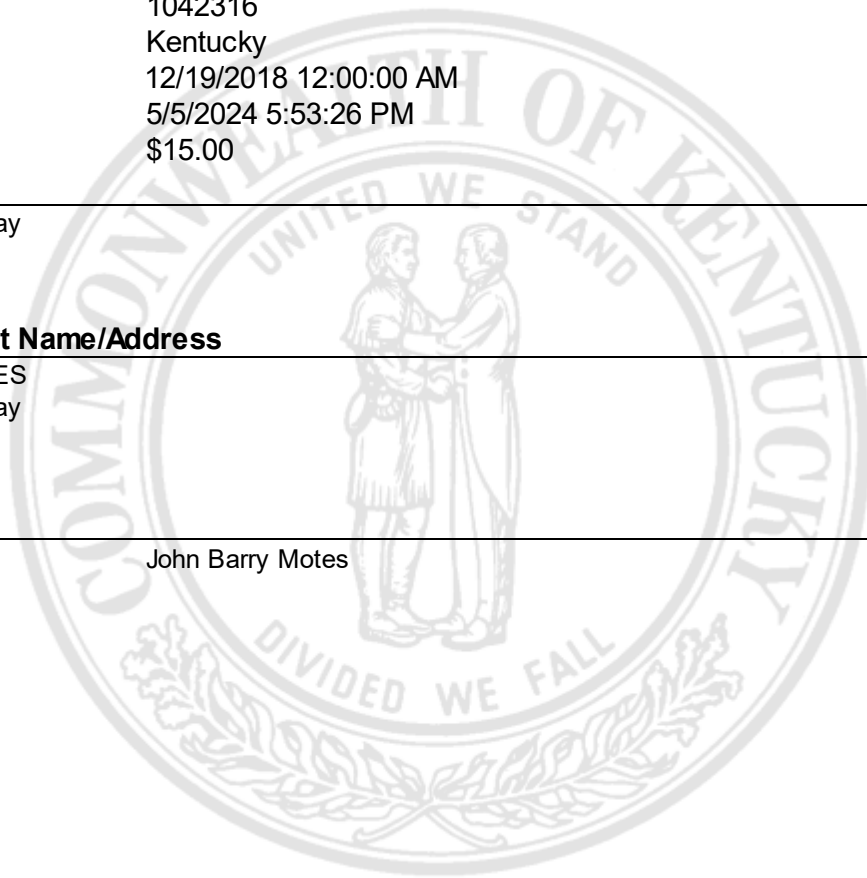 1042316
Kentucky
12/19/2018 12:00:00 AM
5/5/2024 5:53:26 PM
$15.00
ay
t Name/Address
ES
ay
John Barry Motes
COMMONWEALTH OF KENTUCKY
UNITED WE STAND
DIVIDED WE FALL